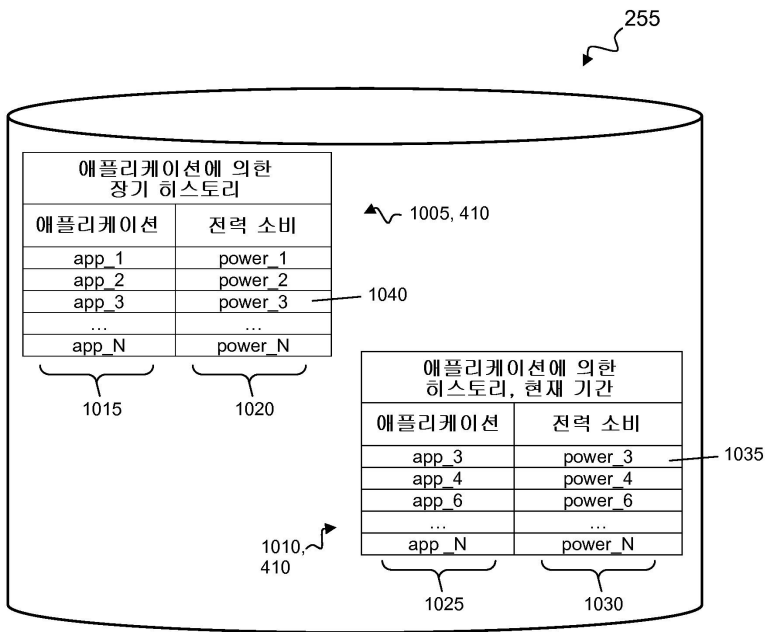 255
애플리케이션에 의한
장기 히스토리
애플리케이션 전력 소비
app_1 power_1
app_2 power_2
app_3 power_3
... ...
app_N power_N
1005, 410
1040
1015 1020
애플리케이션에 의한
히스토리, 현재 기간
애플리케이션 전력 소비
app_3 power_3
app_4 power_4
app_6 power_6
... ...
app _N power_N
1035
1010,
410
1025 1030